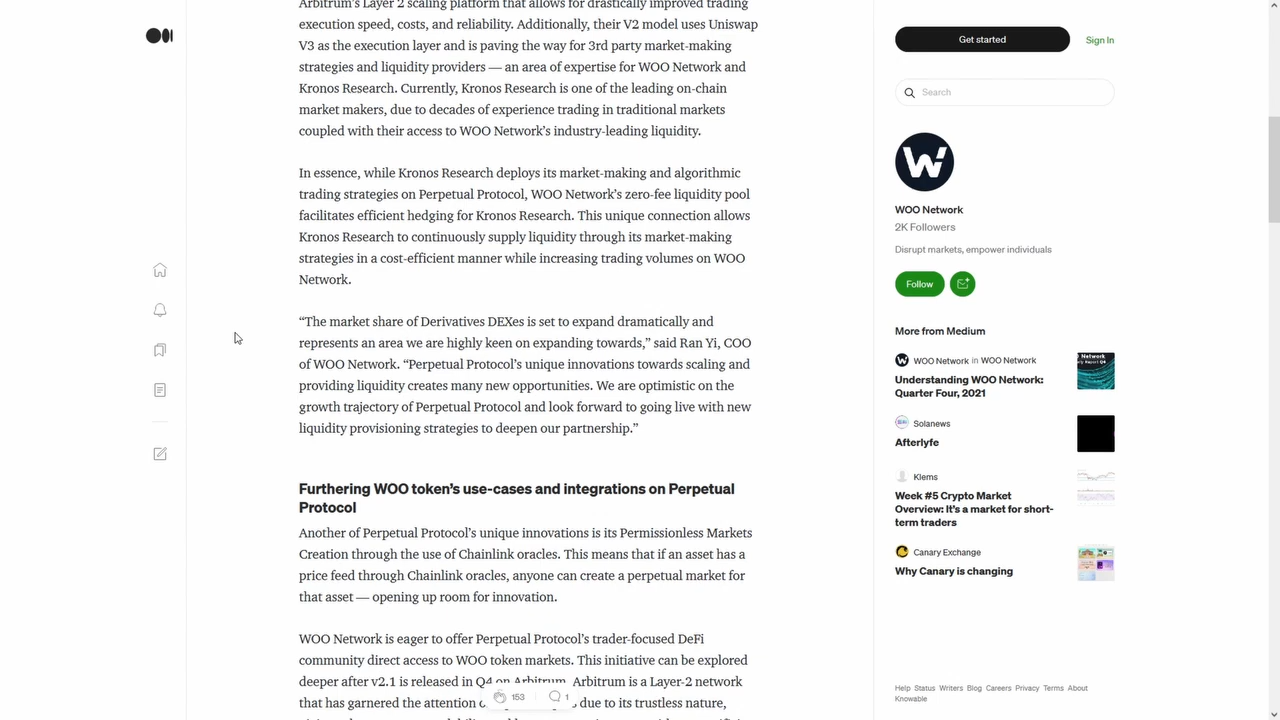 Arbitrum's Layer 2 scaling platform that allows for drastically improved trading
execution speed, costs, and reliability. Additionally, their V2 model uses Uniswap
V3 as the execution layer and is paving the way for 3rd party market-making
strategies and liquidity providers — an area of expertise for WOO Network and
Kronos Research. Currently, Kronos Research is one of the leading on-chain
market makers, due to decades of experience trading in traditional markets
coupled with their access to WOO Network's industry-leading liquidity.
In essence, while Kronos Research deploys its market-making and algorithmic
trading strategies on Perpetual Protocol, WOO Network's zero-fee liquidity pool
facilitates efficient hedging for Kronos Research. This unique connection allows
Kronos Research to continuously supply liquidity through its market-making
strategies in a cost-efficient manner while increasing trading volumes on WOO
Network.
“The market share of Derivatives DEXes is set to expand dramatically and
represents an area we are highly keen on expanding towards,” said Ran Yi, COO
of WOO Network. “Perpetual Protocol's unique innovations towards scaling and
providing liquidity creates many new opportunities. We are optimistic on the
growth trajectory of Perpetual Protocol and look forward to going live with new
liquidity provisioning strategies to deepen our partnership.”
Furthering WOO token's use-cases and integrations on Perpetual
Protocol
Another of Perpetual Protocol's unique innovations is its Permissionless Markets
Creation through the use of Chainlink oracles. This means that if an asset has a
price feed through Chainlink oracles, anyone can create a perpetual market for
that asset — opening up room for innovation.
WOO Network is eager to offer Perpetual Protocol's trader-focused DeFi
community direct access to WOO token markets. This initiative can be explored
deeper after v2.1 is released in Q4 on Arbitrum. Arbitrum is a Layer-2 network
that has garnered the attention of due to its trustless nature,
153 1
Get started Sign In
Search
WOO Network
2K Followers
Disrupt markets, empower individuals
Follow
More from Medium
WOO Network in WOO Network
Understanding WOO Network:
Quarter Four, 2021
Solanews
Afterlyfe
Klems
Week #5 Crypto Market
Overview: It's a market for short-
term traders
Canary Exchange
Why Canary is changing
Help Status Writers Blog Careers Privacy Terms About
Knowable